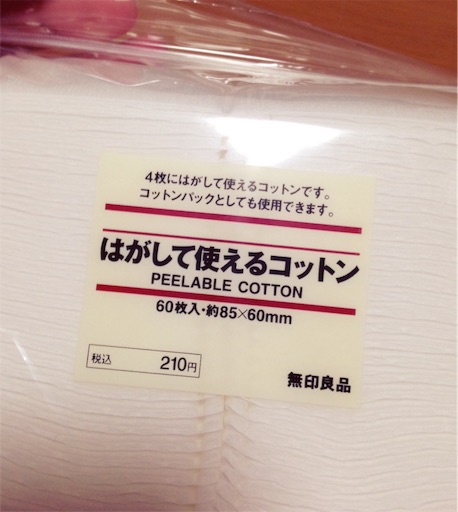 4枚にはがして使えるコットンです。
コットンパックとしても使用できます。
はがして使えるコットン
PEELABLE COTTON
60枚入・約85×60mm
税込 210円
無印良品